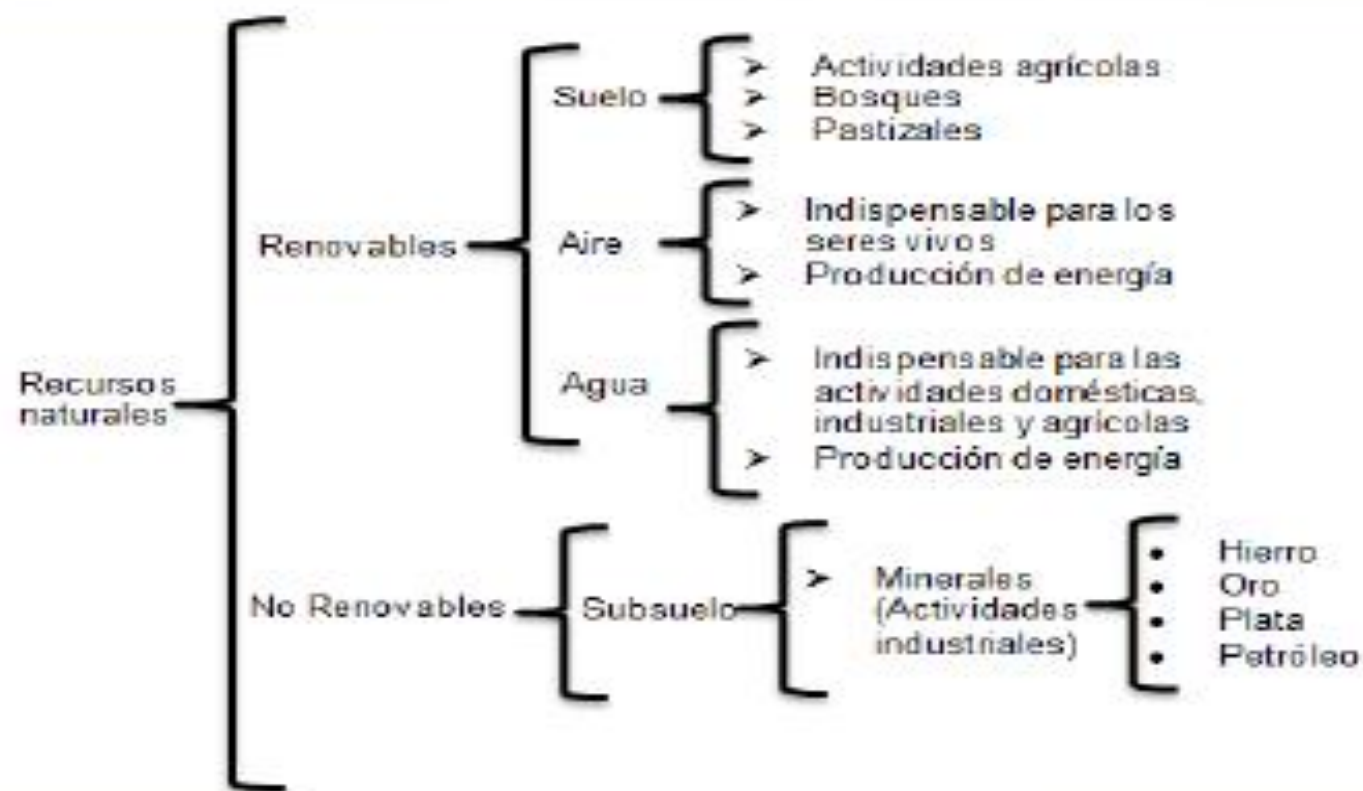 Recursos
naturales
Renovables
Suelo
➢ Actividades agrícolas
➢ Bosques
➢ Pastizales
Aire
➢ Indispensable para los
seres vivos
➢ Producción de energía
Agua
➢ Indispensable para las
actividades domésticas,
industriales y agrícolas
➢ Producción de energía
No Renovables
Subsuelo
➢ Minerales
(Actividades
industriales)
• Hierro
• Oro
• Plata
• Petróleo